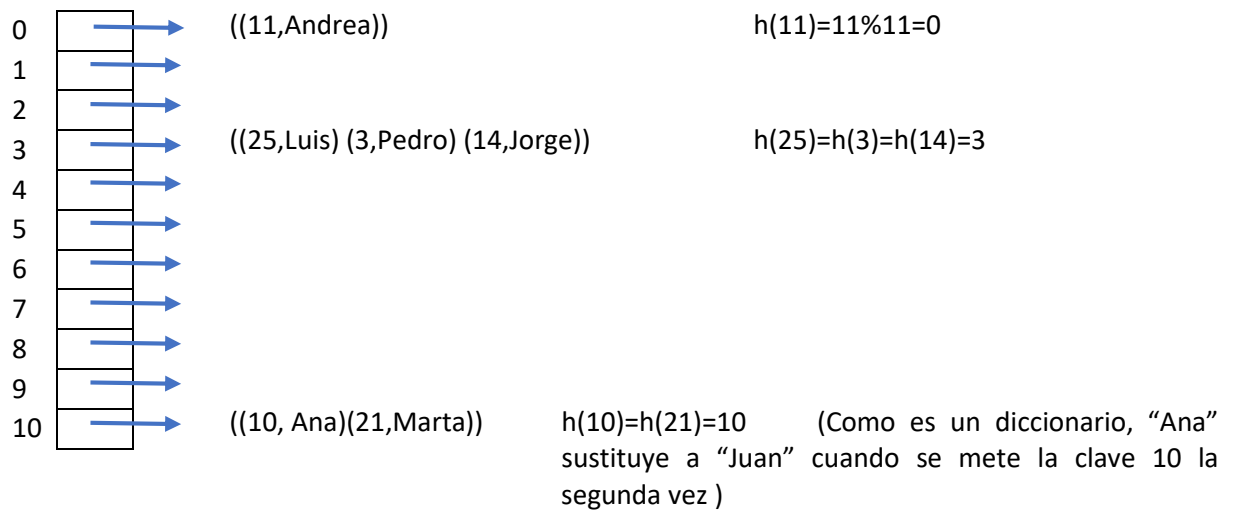 0 ((11,Andrea)) h(11)=11%11=0
1
2
3 ((25,Luis) (3,Pedro) (14,Jorge)) h(25)=h(3)=h(14)=3
4
5
6
7
8
9
10 ((10, Ana)(21,Marta)) h(10)=h(21)=10 (Como es un diccionario, “Ana”
sustituye a “Juan” cuando se mete la clave 10 la
segunda vez )